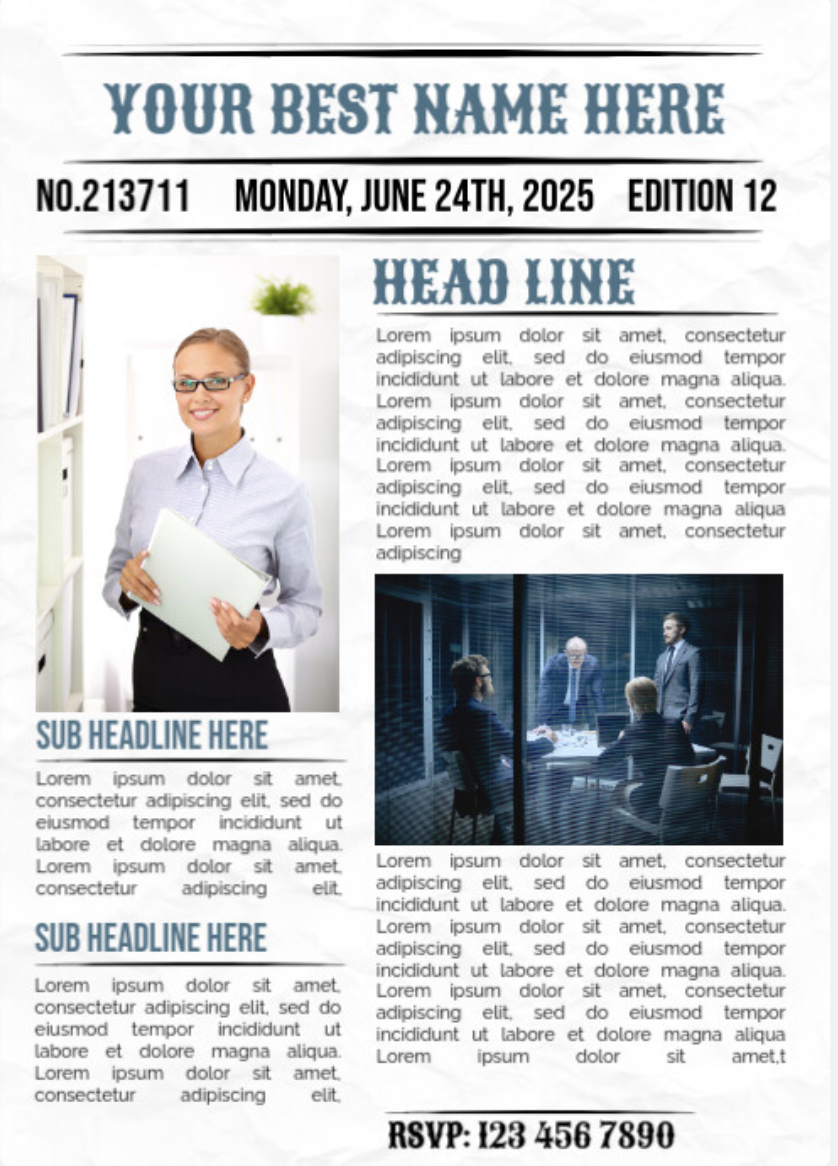 YOUR BEST NAME HERE
NO.213711 MONDAY, JUNE 24TH, 2025 EDITION 12
SUB HEADLINE HERE
Lorem ipsum dolor sit amet,
consectetur adipiscing elit, sed do
eiusmod tempor incididunt ut
labore et dolore magna aliqua.
Lorem ipsum dolor sit amet,
consectetur adipiscing elit,
SUB HEADLINE HERE
Lorem ipsum dolor sit amet,
consectetur adipiscing elit, sed do
eiusmod tempor incididunt ut
labore et dolore magna aliqua.
Lorem ipsum dolor sit amet,
consectetur adipiscing elit,
HEAD LINE
Lorem ipsum dolor sit amet, consectetur
adipiscing elit, sed do eiusmod tempor
incididunt ut labore et dolore magna aliqua.
Lorem ipsum dolor sit amet, consectetur
adipiscing elit, sed do eiusmod tempor
incididunt ut labore et dolore magna aliqua.
Lorem ipsum dolor sit amet, consectetur
adipiscing elit, sed do eiusmod tempor
incididunt ut labore et dolore magna aliqua
Lorem ipsum dolor sit amet, consectetur
adipiscing
Lorem ipsum dolor sit amet, consectetur
adipiscing elit, sed do eiusmod tempor
incididunt ut labore et dolore magna aliqua.
Lorem ipsum dolor sit amet, consectetur
adipiscing elit, sed do eiusmod tempor
incididunt ut labore et dolore magna aliqua.
Lorem ipsum dolor sit amet, consectetur
adipiscing elit, sed do eiusmod tempor
incididunt ut labore et dolore magna aliqua
Lorem ipsum dolor sit amet,t
RSVP: 123 456 7890